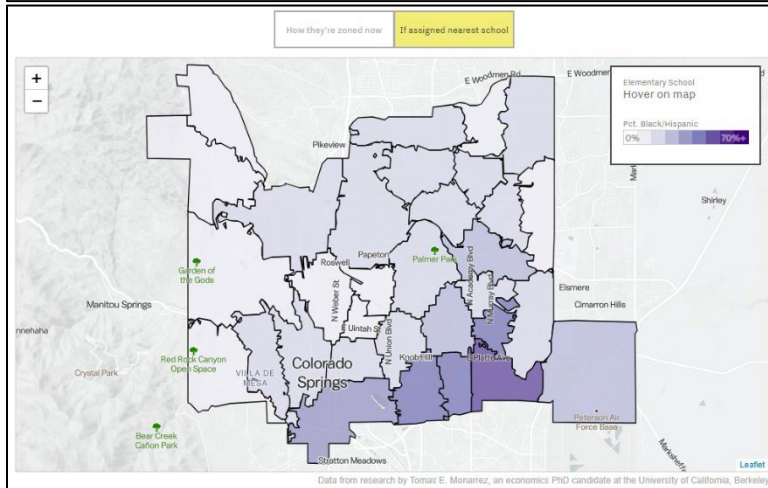 How they're zoned now
If assigned nearest school
+
−
E Woodmen Rd
E Woodmen
Elementary School
Hover on map
Pct. Black/Hispanic
0%
70%+
Pikeview
Mark
Shirley
Palmer Park
Papeton
Roswell
Garden of
the Gods
N Academy Blvd
N Murray Blvd
Elsmere
Cimarron Hills
Manitou Springs
N Weber St
E Uintah St
N Union Blvd
nnehaha
Red Rock Canyon
Open Space
Crystal Park
VILLA DE
MESA
Colorado
Springs
Knob Hill
E Platte Ave
Peterson Air
Force Base
Bear Creek
Cañon Park
Stratton Meadows
Marksheff
Leaflet
Data from research by Tomas E. Monarrez, an economics PhD candidate at the University of California, Berkeley